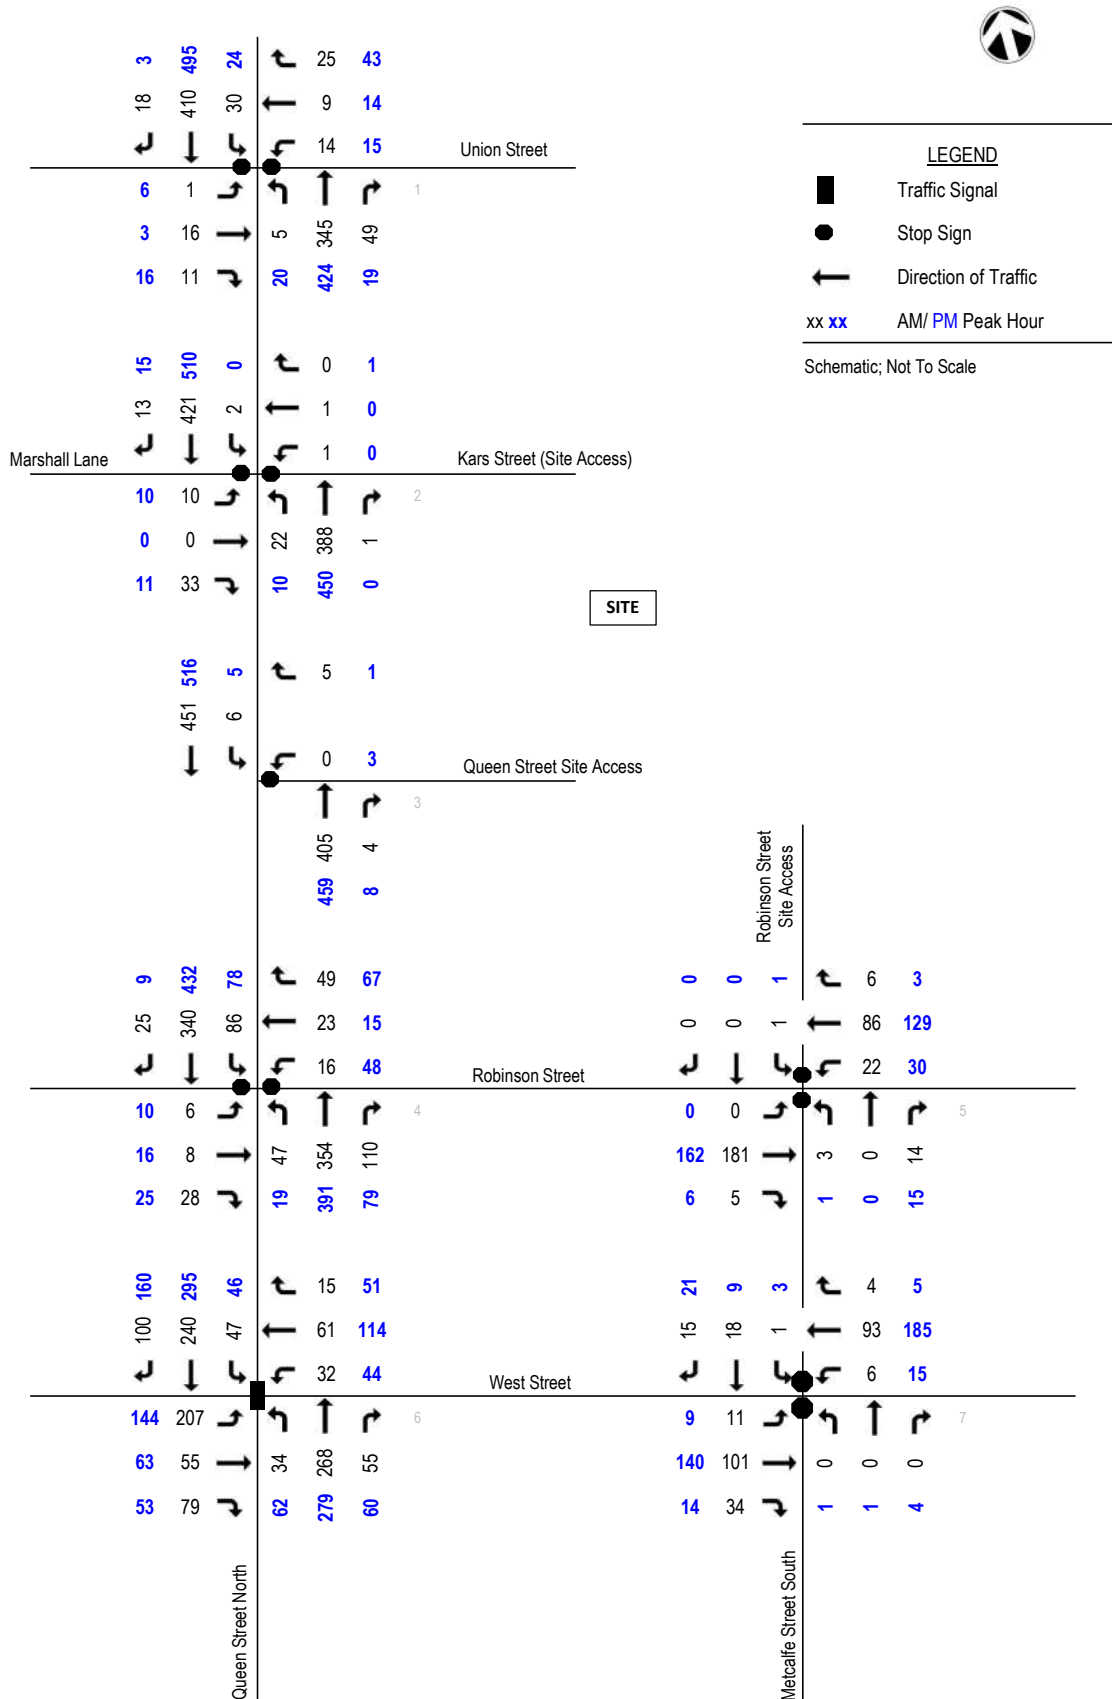 3 495 24 25 43
18 410 30 9 14
14 15
Union Street
6 1 1
3 16 5 345 49
16 11 20 424 19
LEGEND
Traffic Signal
Stop Sign
Direction of Traffic
xx xx AM/ PM Peak Hour
Schematic; Not To Scale
15 510 0 0 1
13 421 2 1 0
1 0
Marshall Lane Kars Street (Site Access)
10 10 2
0 0 22 388 1
11 33 10 450 0
SITE
516 5 5 1
451 6
0 3
Queen Street Site Access
3
405 4
459 8
Robinson Street
Site Access
9 432 78 49 67
25 340 86 23 15
16 48
Robinson Street
10 6 4
16 8 47 354 110
25 28 19 391 79
0 0 1 6 3
0 0 1 86 129
22 30
0 0 5
162 181 3 0 14
6 5 1 0 15
160 295 46 15 51
100 240 47 61 114
32 44
West Street
144 207 6
63 55 34 268 55
53 79 62 279 60
21 9 3 4 5
15 18 1 93 185
6 15
9 11 7
140 101 0 0 0
14 34 1 1 4
Queen Street North
Metcalfe Street South